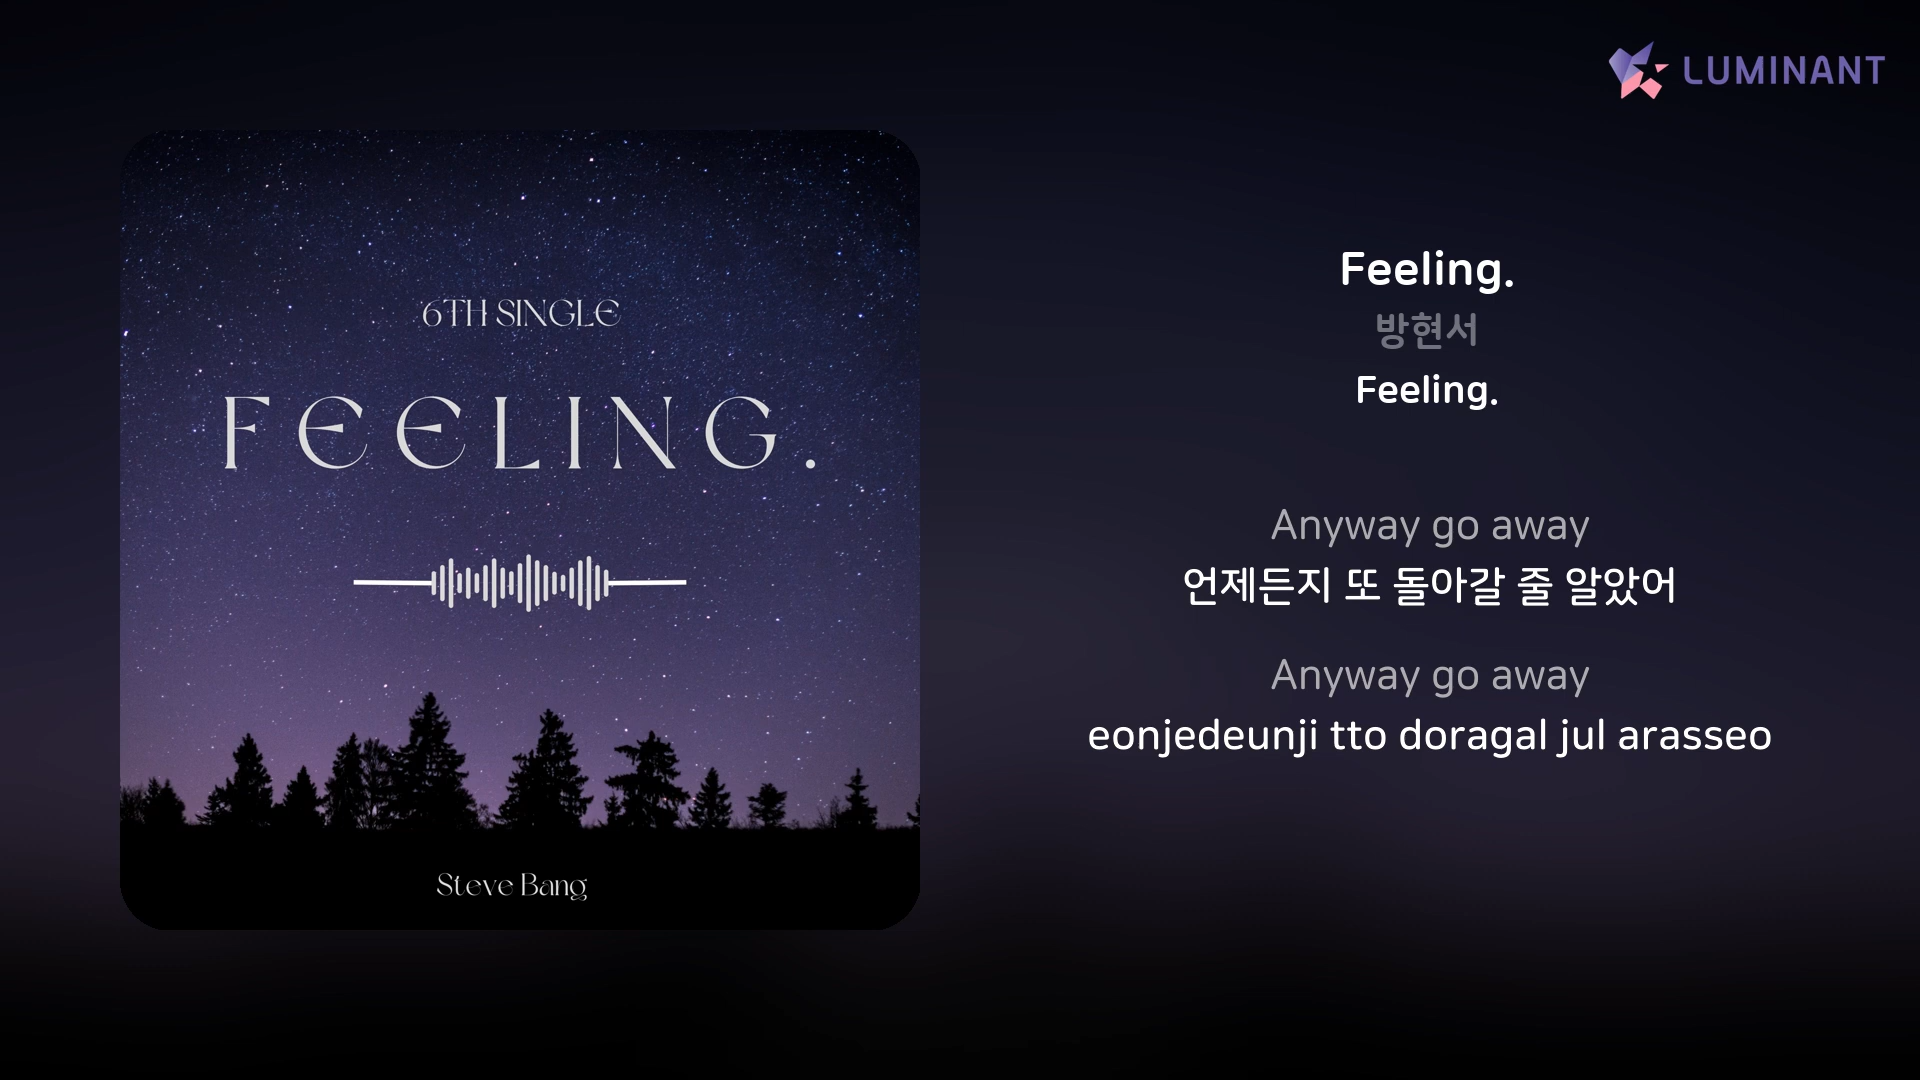 LUMINANT
6TH SINGLE
FEELING.
Steve Bang
Feeling.
방현서
Feeling.
Anyway go away
언제든지 또 돌아갈 줄 알았어
Anyway go away
eonjedeunji tto doragal jul arasseo